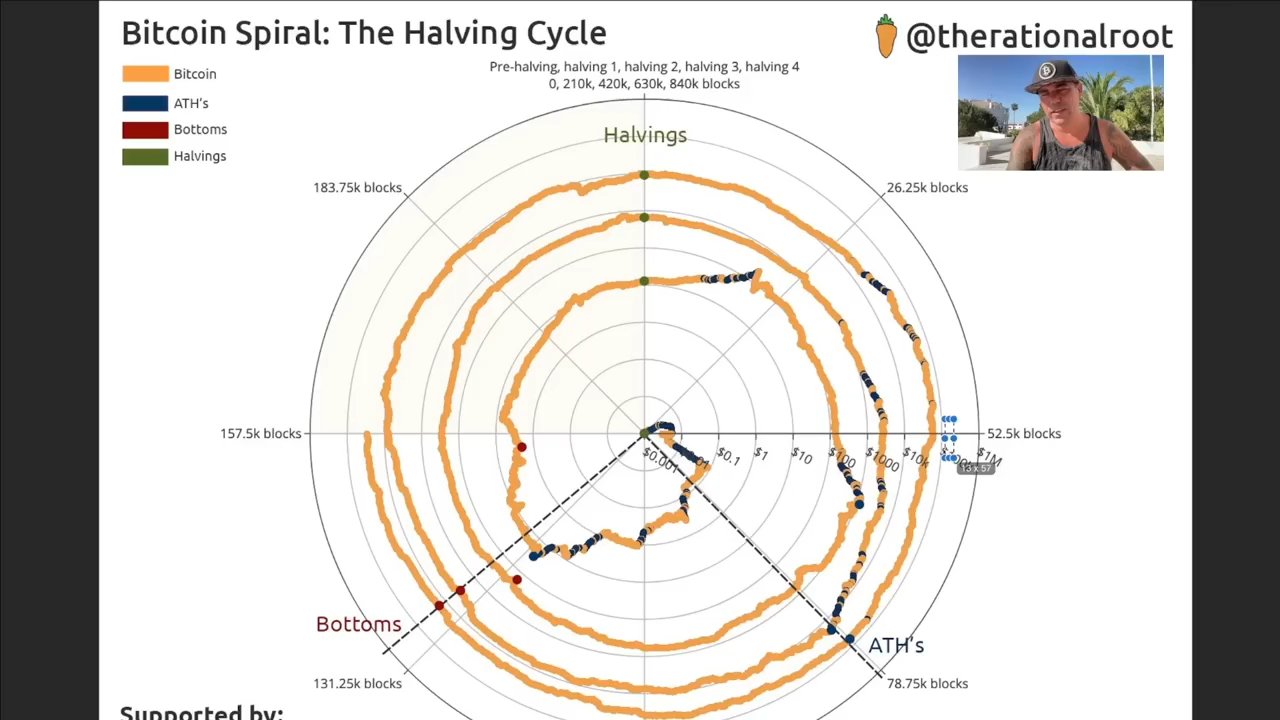 Bitcoin Spiral: The Halving Cycle
@therationalroot
Bitcoin
ATH's
Bottoms
Halvings
Pre-halving, halving 1, halving 2, halving 3, halving 4
0, 210k, 420k, 630k, 840k blocks
Halvings
183.75k blocks
26.25k blocks
157.5k blocks
52.5k blocks
$0.001
$0.1
$1
$10
$100
$1000
$10k
$1M
13 x 57
Bottoms
ATH's
131.25k blocks
78.75k blocks
Supported by: